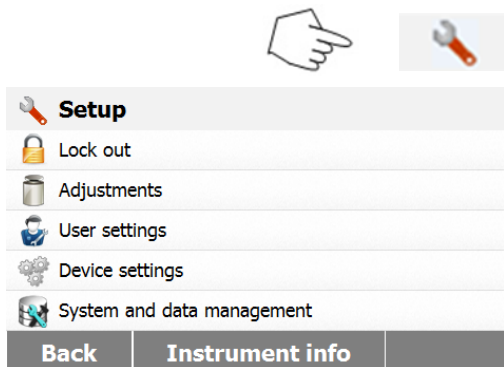 Setup
Lock out
Adjustments
User settings
Device settings
System and data management
Back Instrument info